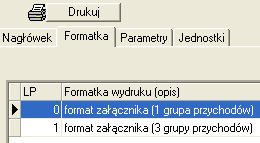 Drukuj
Nagłówek Formatka Parametry Jednostki
LP Formatka wydruku (opis)
0 format załącznika (1 grupa przychodów)
1 format załącznika (3 grupy przychodów)